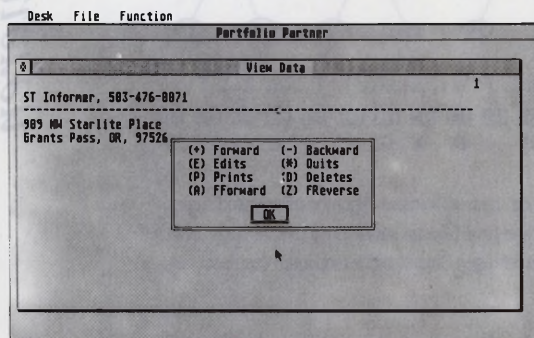 Desk File Function
Portfolio Partner
View Data
1
ST Informer, 503-476-0071
989 NW Starlite Place
Grants Pass, OR, 97526
(+) Forward (-) Backward
(E) Edits (*) Quits
(P) Prints (D) Deletes
(A) FForward (Z) FReverse
OK